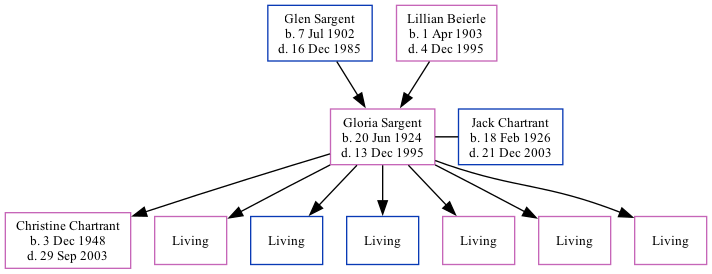 Glen Sargent
b. 7 Jul 1902
d. 16 Dec 1985
Lillian Beierle
b. 1 Apr 1903
d. 4 Dec 1995
Gloria Sargent
b. 20 Jun 1924
d. 13 Dec 1995
Jack Chartrant
b. 18 Feb 1926
d. 21 Dec 2003
Christine Chartrant
b. 3 Dec 1948
d. 29 Sep 2003
Living
Living
Living
Living
Living
Living